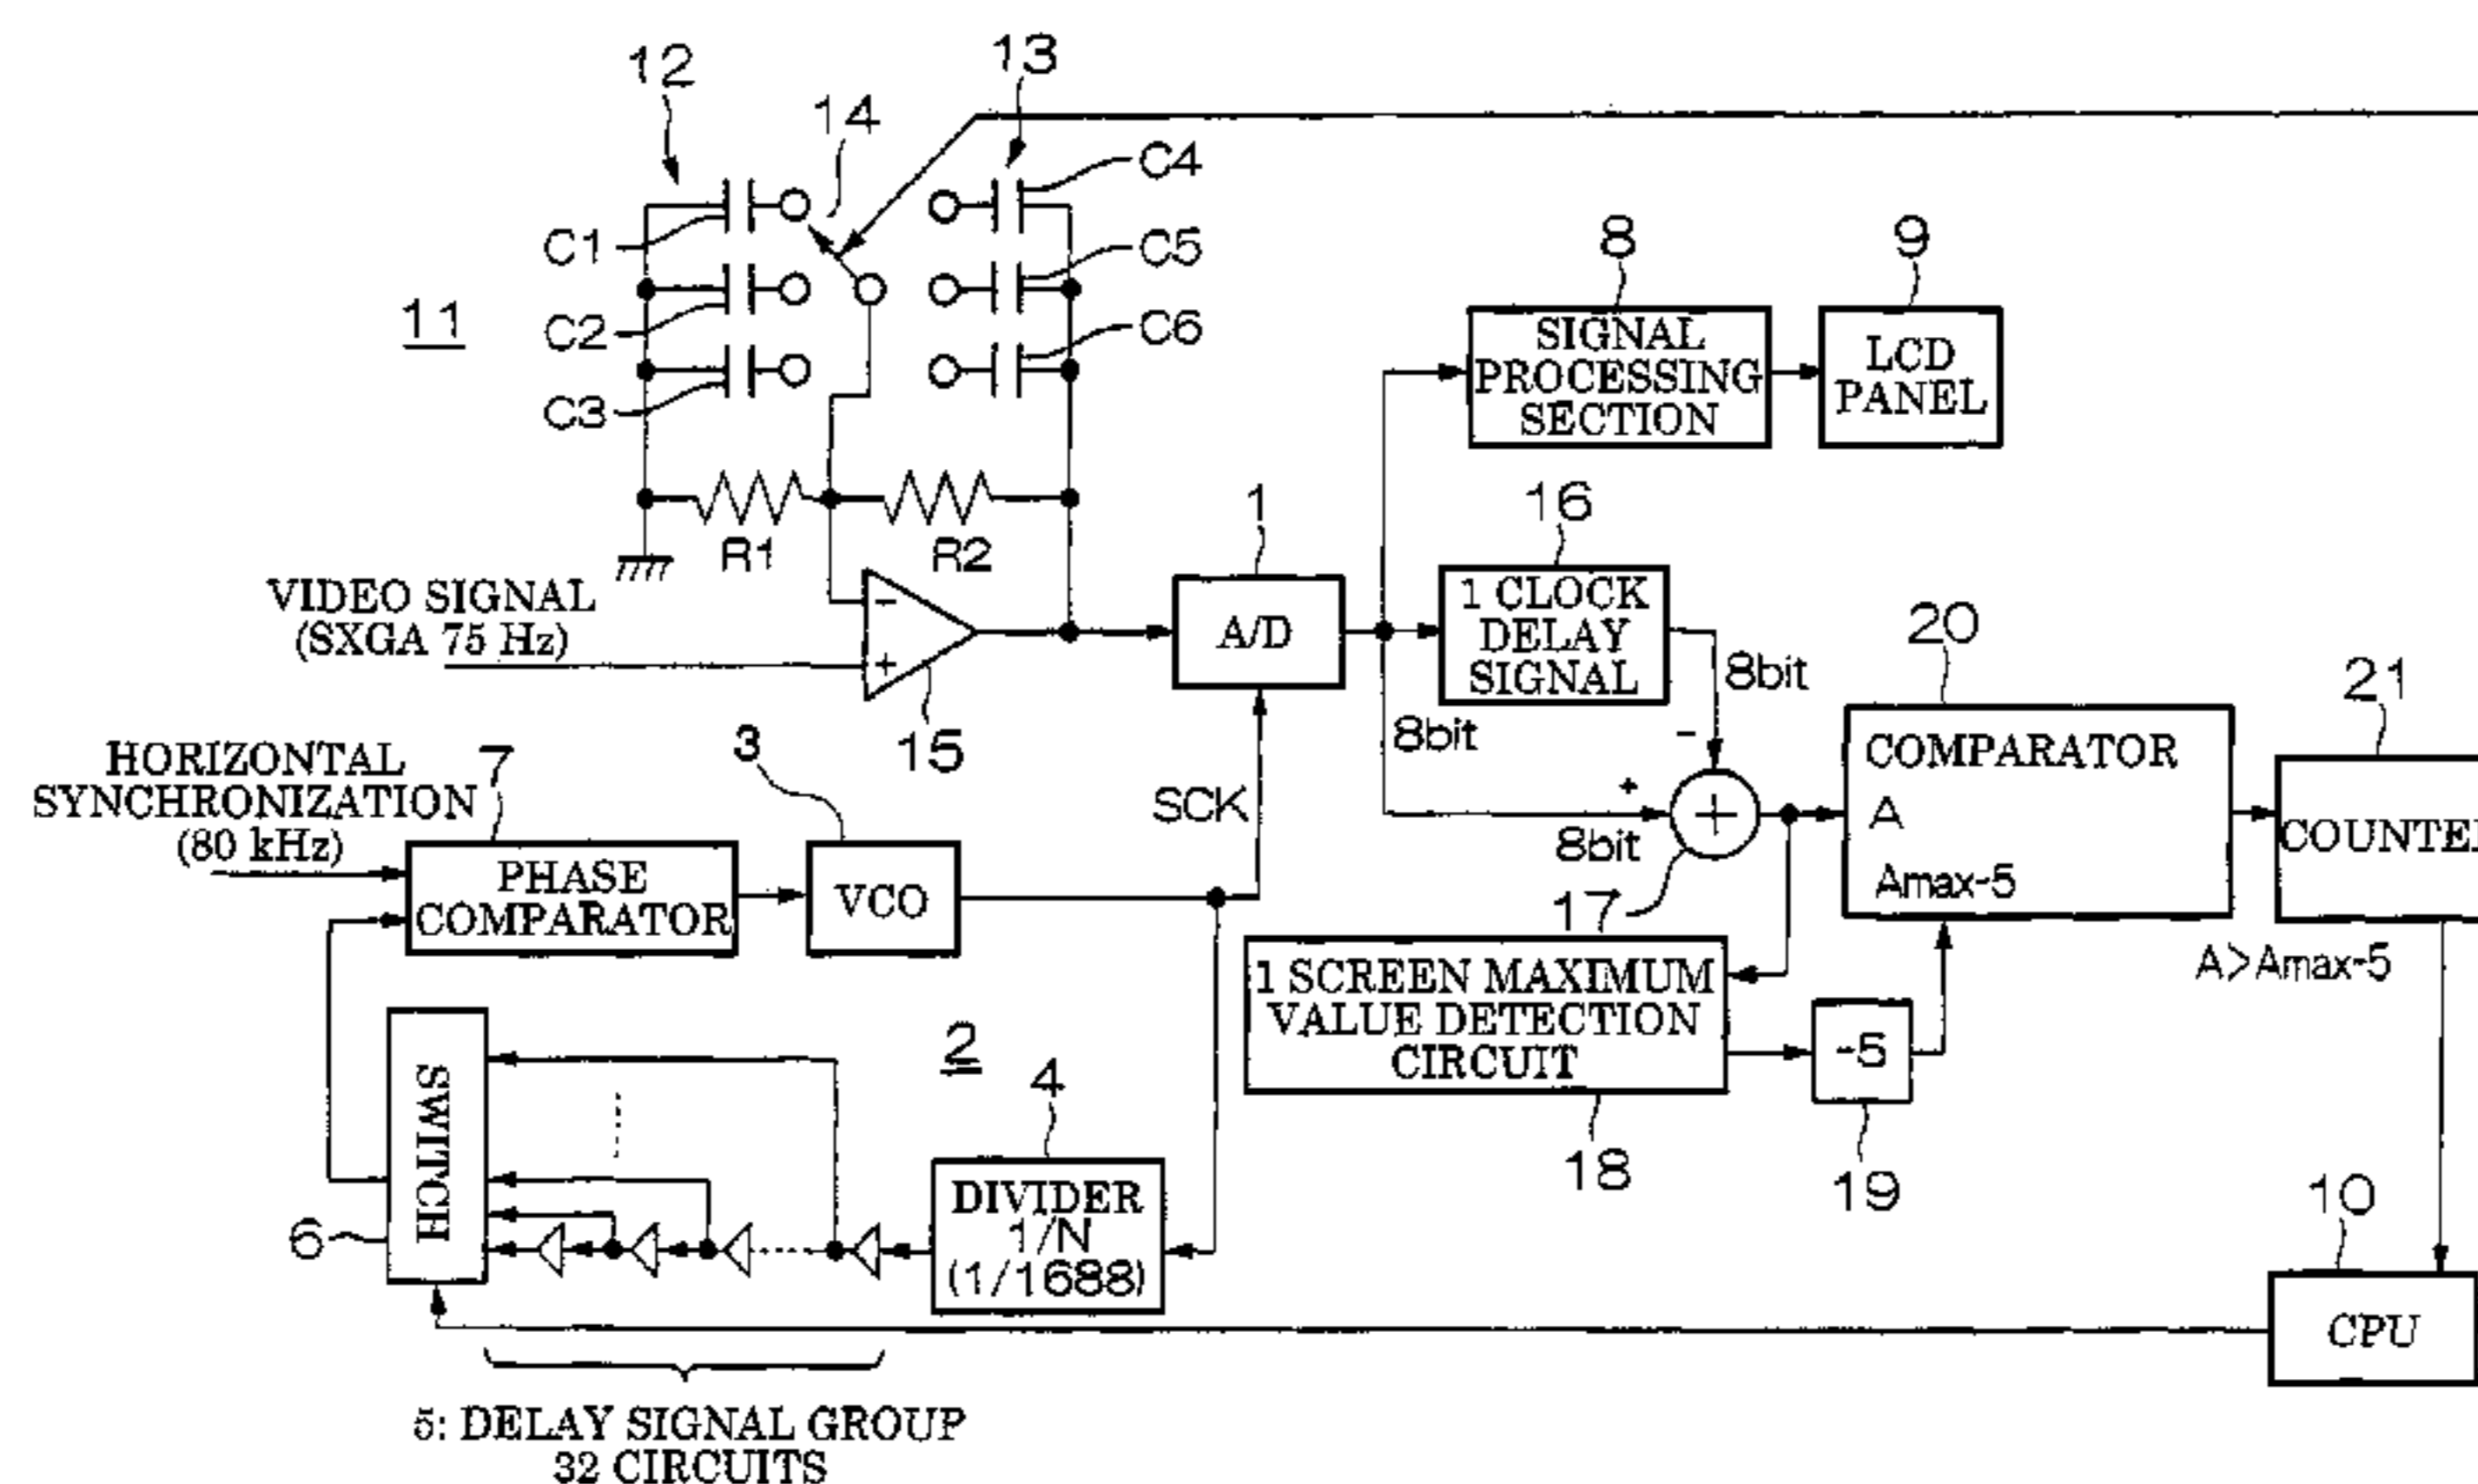 12
13
14
C4
C1
C5
8
9
11
C2
C6
SIGNAL
PROCESSING
SECTION
LCD
PANEL
C3
1
16
R1
R2
VIDEO SIGNAL
(SXGA 75 Hz)
−
+
A/D
1 CLOCK
DELAY
SIGNAL
8bit
20
21
15
8bit
-
HORIZONTAL
SYNCHRONIZATION
(80 kHz)
7
3
SCK
+
8bit
+
17
COMPARATOR
A
Amax-5
COUNTE
PHASE
COMPARATOR
VCO
A>Amax-5
1 SCREEN MAXIMUM
VALUE DETECTION
CIRCUIT
-5
18
19
2
4
SWITCH
6
DIVIDER
1/N
(1/1688)
10
CPU
5: DELAY SIGNAL GROUP
32 CIRCUITS